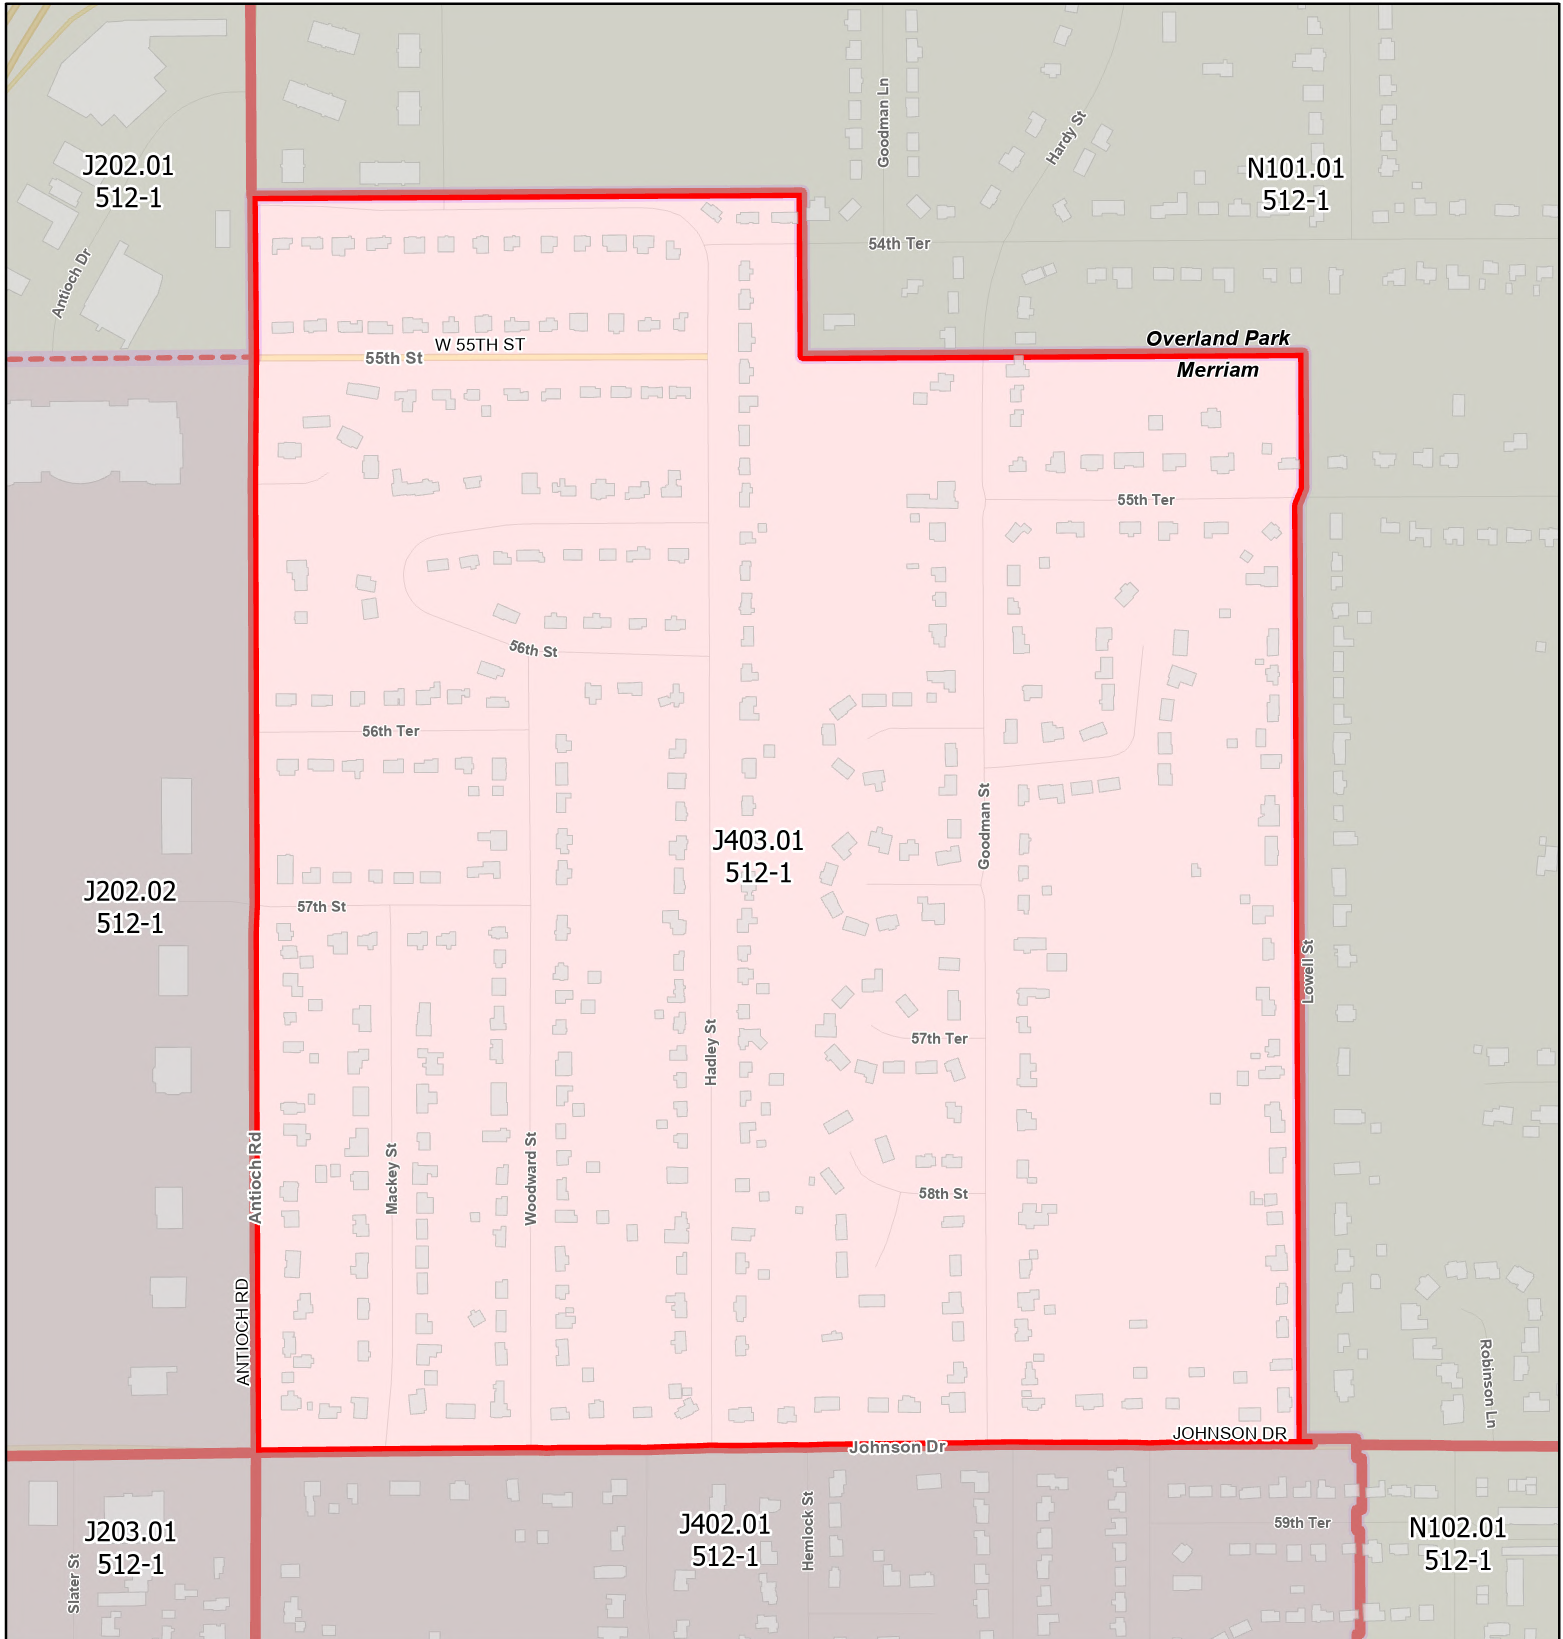 Goodman Ln
Hardy St
J202.01
512-1
N101.01
512-1
Antioch Dr
54th Ter
W 55TH ST
55th St
Overland Park
Merriam
55th Ter
56th St
56th Ter
Goodman St
J403.01
512-1
J202.02
512-1
57th St
Lowell St
Hadley St
57th Ter
Antioch Rd
Mackey St
Woodward St
58th St
ANTIOCH RD
Robinson Ln
JOHNSON DR
Johnson Dr
J203.01
512-1
Slater St
J402.01
512-1
Hemlock St
59th Ter
N102.01
512-1